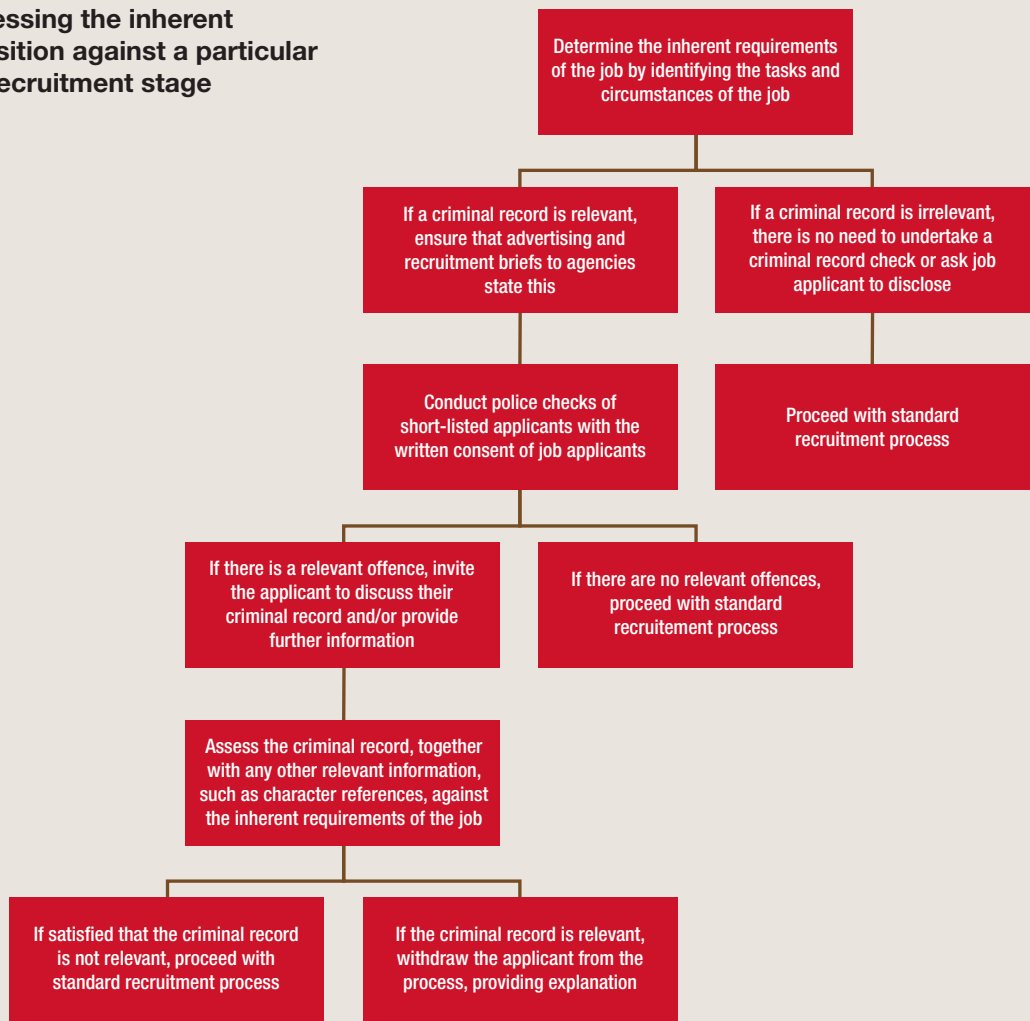 essing the inherent
sition against a particular
ecruitment stage
Determine the inherent requirements
of the job by identifying the tasks and
circumstances of the job
If a criminal record is relevant,
ensure that advertising and
recruitment briefs to agencies
state this
If a criminal record is irrelevant,
there is no need to undertake a
criminal record check or ask job
applicant to disclose
Conduct police checks of
short-listed applicants with the
written consent of job applicants
Proceed with standard
recruitment process
If there is a relevant offence, invite
the applicant to discuss their
criminal record and/or provide
further information
If there are no relevant offences,
proceed with standard
recruitement process
Assess the criminal record, together
with any other relevant information,
such as character references, against
the inherent requirements of the job
If satisfied that the criminal record
is not relevant, proceed with
standard recruitment process
If the criminal record is relevant,
withdraw the applicant from the
process, providing explanation